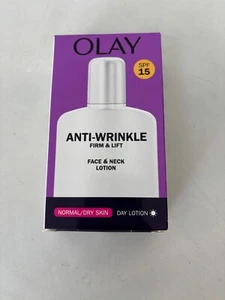 OLAY
SPF
15
ANTI-WRINKLE
FIRM & LIFT
FACE & NECK
LOTION
NORMAL/DRY SKIN
DAY LOTION